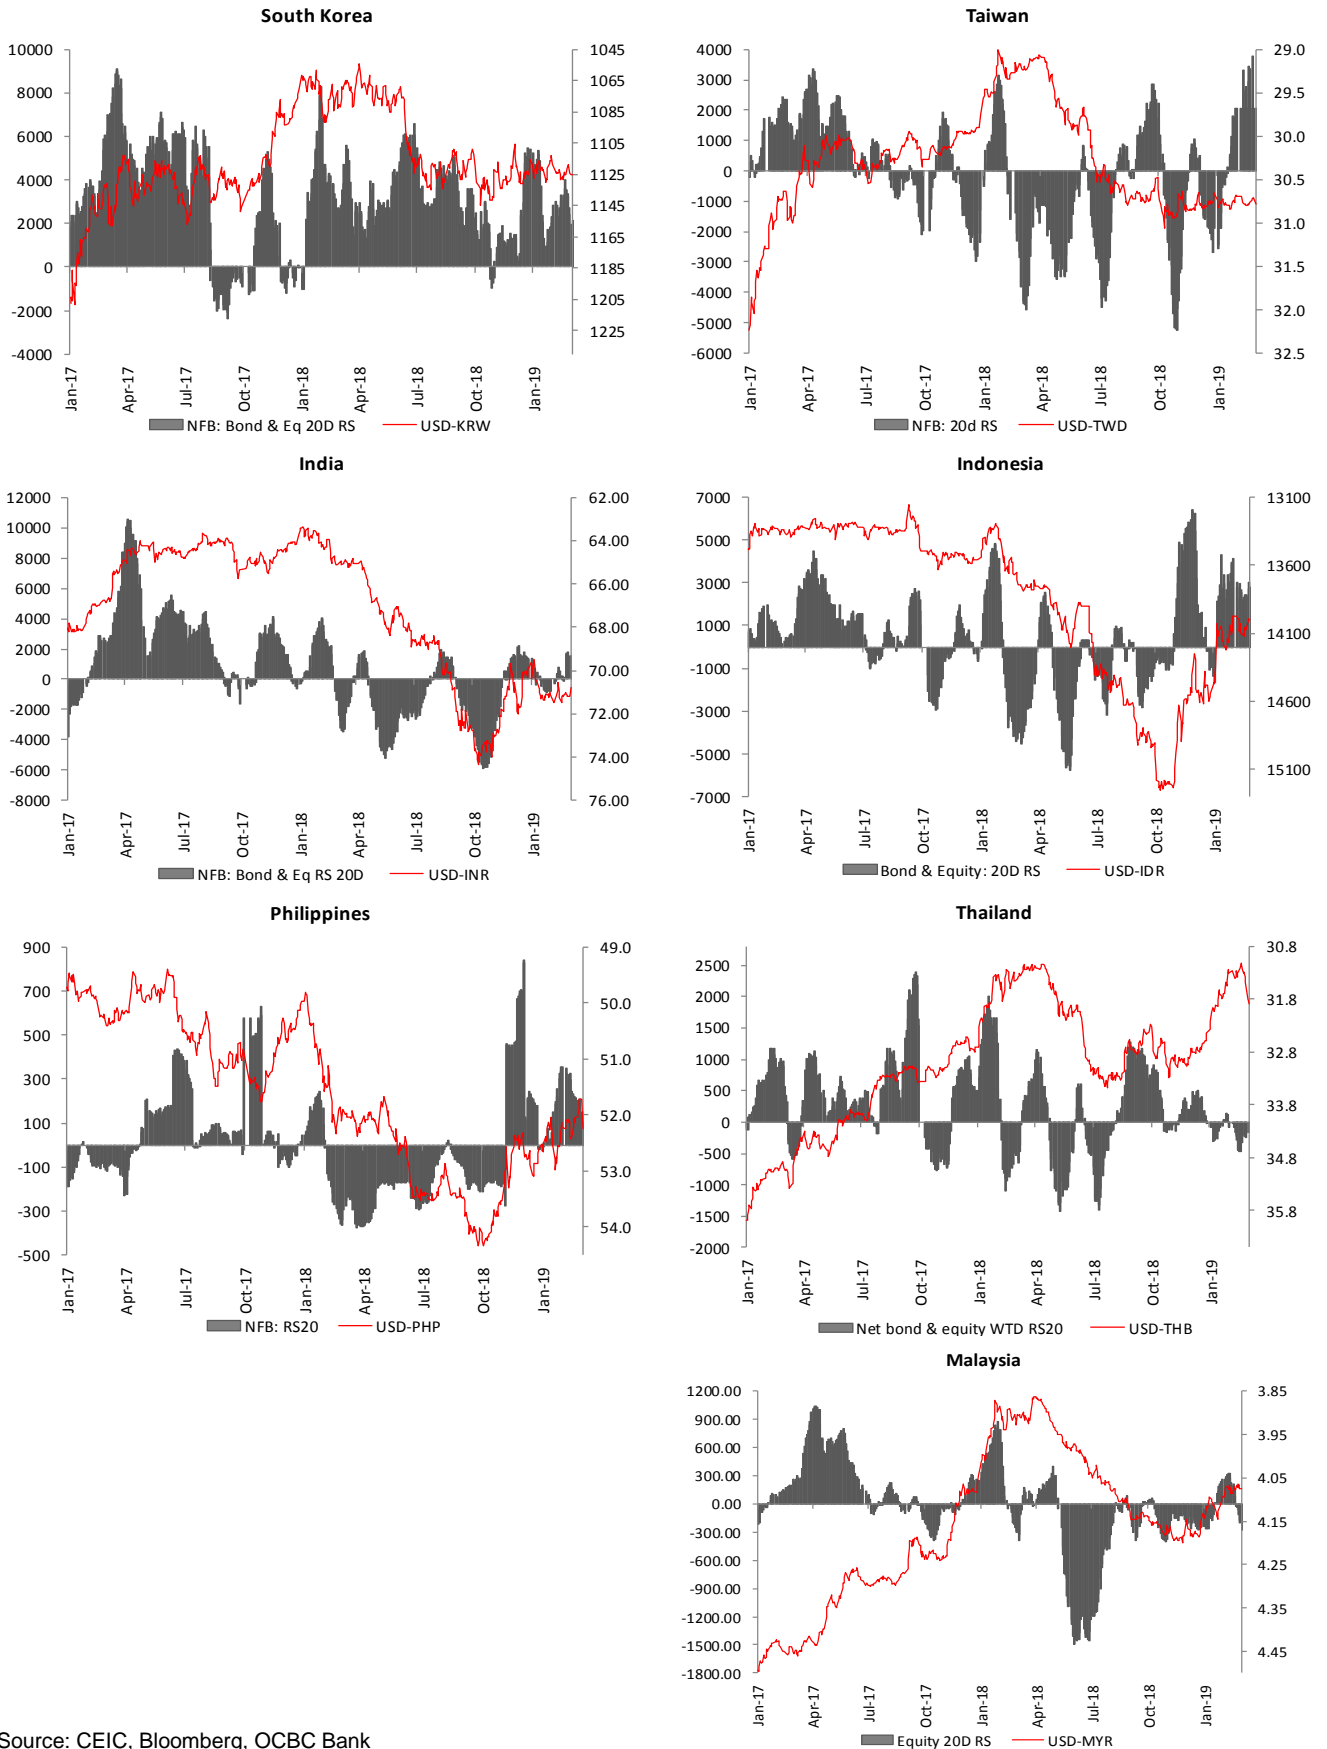 South Korea
10000
8000
6000
4000
2000
0
-2000
-4000
1045
1065
1085
1105
1125
1145
1165
1185
1205
1225
Jan-17
Apr-17
Jul-17
Oct-17
Jan-18
Apr-18
Jul-18
Oct-18
Jan-19
NFB: Bond & Eq 20D RS
USD-KRW
Taiwan
4000
3000
2000
1000
0
-1000
-2000
-3000
-4000
-5000
-6000
29.0
29.5
30.0
30.5
31.0
31.5
32.0
32.5
Jan-17
Apr-17
Jul-17
Oct-17
Jan-18
Apr-18
Jul-18
Oct-18
Jan-19
NFB: 20d RS
USD-TWD
India
12000
10000
8000
6000
4000
2000
0
-2000
-4000
-6000
-8000
62.00
64.00
66.00
68.00
70.00
72.00
74.00
76.00
Jan-17
Apr-17
Jul-17
Oct-17
Jan-18
Apr-18
Jul-18
Oct-18
Jan-19
NFB: Bond & Eq RS 20D
USD-INR
Indonesia
7000
5000
3000
1000
-1000
-3000
-5000
-7000
13100
13600
14100
14600
15100
Jan-17
Apr-17
Jul-17
Oct-17
Jan-18
Apr-18
Jul-18
Oct-18
Jan-19
Bond & Equity: 20D RS
USD-IDR
Philippines
900
700
500
300
100
-100
-300
-500
49.0
50.0
51.0
52.0
53.0
54.0
Jan-17
Apr-17
Jul-17
Oct-17
Jan-18
Apr-18
Jul-18
Oct-18
Jan-19
NFB: RS20
USD-PHP
Thailand
2500
2000
1500
1000
500
0
-500
-1000
-1500
-2000
30.8
31.8
32.8
33.8
34.8
35.8
Jan-17
Apr-17
Jul-17
Oct-17
Jan-18
Apr-18
Jul-18
Oct-18
Jan-19
Net bond & equity WTD RS20
USD-THB
Malaysia
1200.00
900.00
600.00
300.00
0.00
-300.00
-600.00
-900.00
-1200.00
-1500.00
-1800.00
3.85
3.95
4.05
4.15
4.25
4.35
4.45
Jan-17
Apr-17
Jul-17
Oct-17
Jan-18
Apr-18
Jul-18
Oct-18
Jan-19
Equity 20D RS
USD-MYR
Source: CEIC, Bloomberg, OCBC Bank